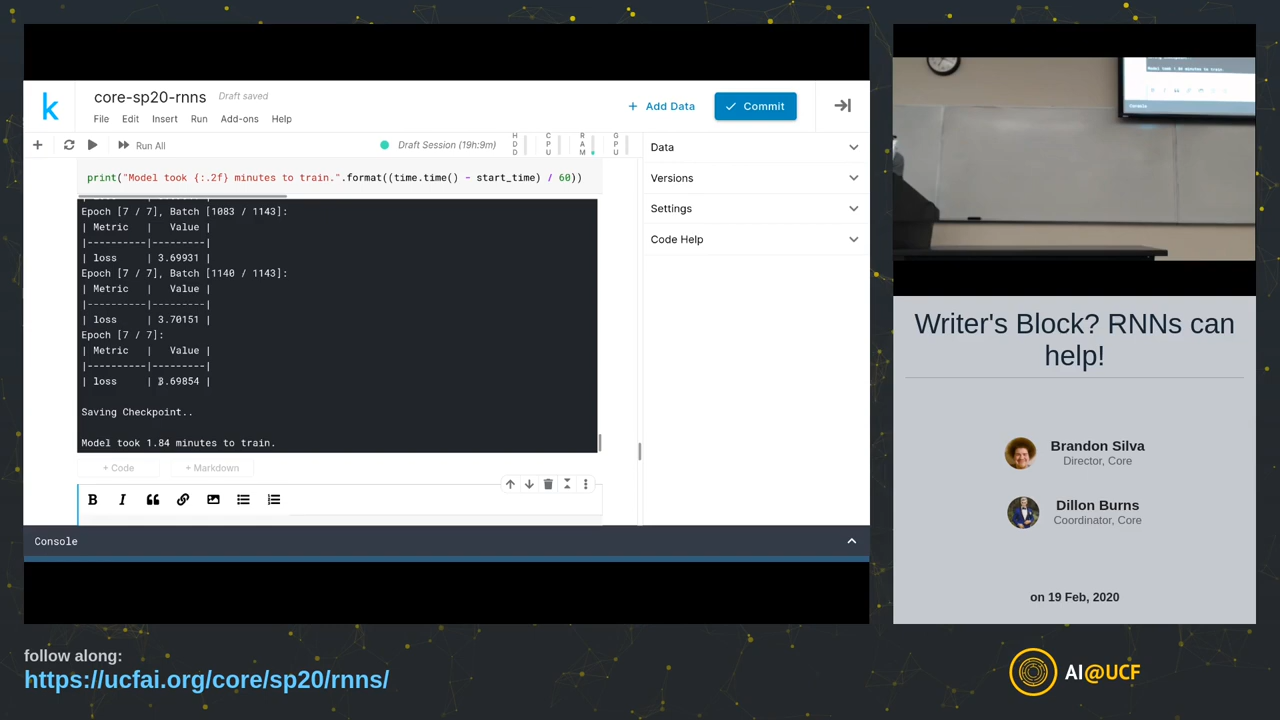 core-sp20-rnns
Draft saved
File Edit Insert Run Add-ons Help
+ Add Data
Commit
Run All
Draft Session (19h:9m)
HDD
CPU
RAM
GPU
print("Model took {:.2f} minutes to train.".format((time.time() - start_time) / 60))
Epoch [7 / 7], Batch [1083 / 1143]:
| Metric | Value |
|----------|---------|
| loss | 3.69931 |
Epoch [7 / 7], Batch [1140 / 1143]:
| Metric | Value |
|----------|---------|
| loss | 3.70151 |
Epoch [7 / 7]:
| Metric | Value |
|----------|---------|
| loss | 3.69854 |
Saving Checkpoint..
Model took 1.84 minutes to train.
+ Code + Markdown
B I
Console
Data
Versions
Settings
Code Help
Writer's Block? RNNs can
help!
Brandon Silva
Director, Core
Dillon Burns
Coordinator, Core
on 19 Feb, 2020
follow along:
https://ucfai.org/core/sp20/rnns/
AI@UCF